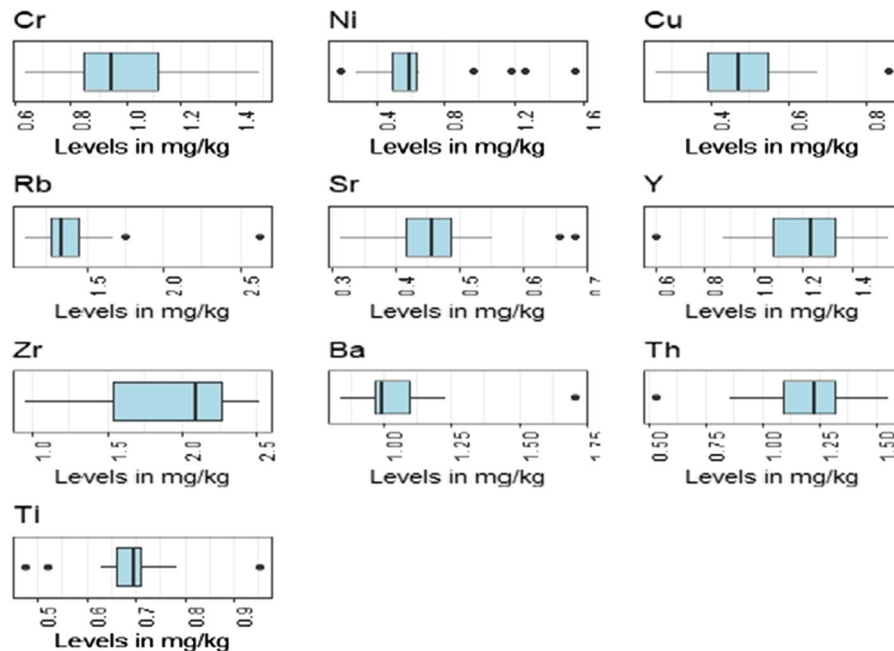 Cr
0.6 0.8 1.0 1.2 1.4
Levels in mg/kg
Ni
0.4 0.8 1.2 1.6
Levels in mg/kg
Cu
0.4 0.6 0.8
Levels in mg/kg
Rb
1.5 2.0 2.5
Levels in mg/kg
Sr
0.3 0.4 0.5 0.6 0.7
Levels in mg/kg
Y
0.6 0.8 1.0 1.2 1.4
Levels in mg/kg
Zr
1.0 1.5 2.0 2.5
Levels in mg/kg
Ba
1.00 1.25 1.50 1.75
Levels in mg/kg
Th
0.50 0.75 1.00 1.25 1.50
Levels in mg/kg
Ti
0.5 0.6 0.7 0.8 0.9
Levels in mg/kg